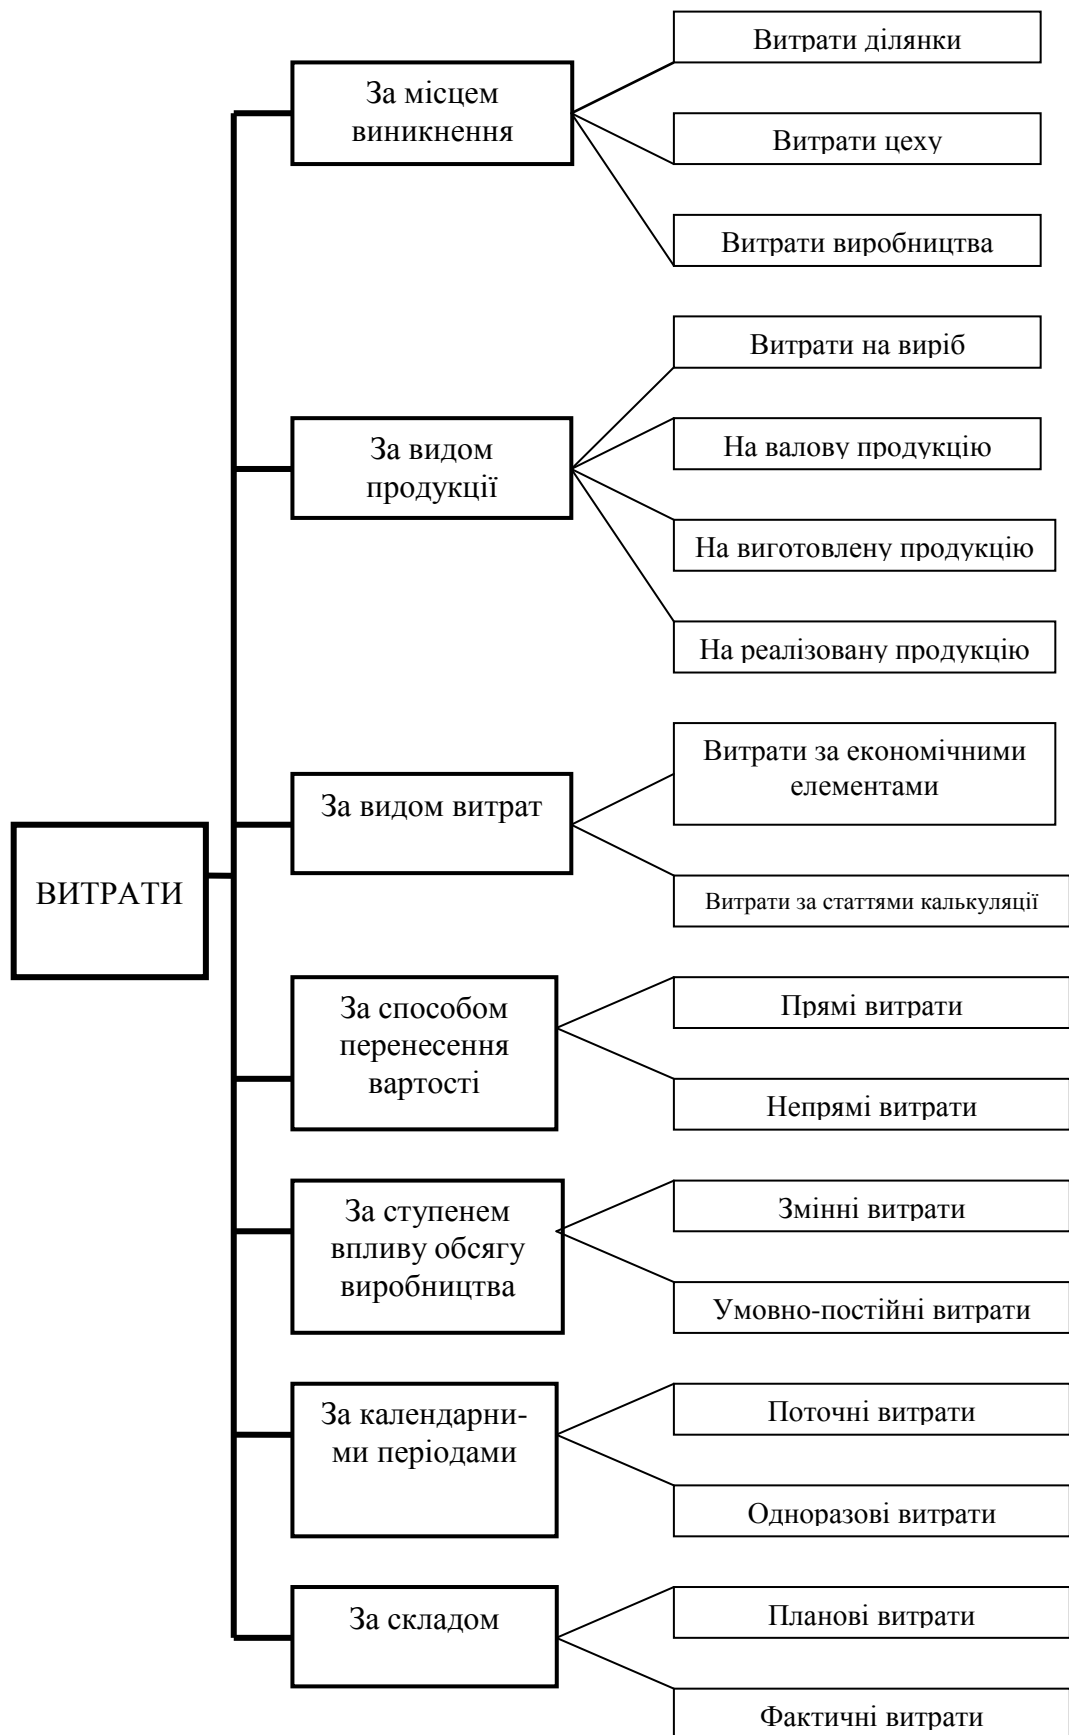 ВИТРАТИ
За місцем
виникнення
Витрати ділянки
Витрати цеху
Витрати виробництва
За видом
продукції
Витрати на виріб
На валову продукцію
На виготовлену продукцію
На реалізовану продукцію
За видом витрат
Витрати за економічними
елементами
Витрати за статтями калькуляції
За способом
перенесення
вартості
Прямі витрати
Непрямі витрати
За ступенем
впливу обсягу
виробництва
Змінні витрати
Умовно-постійні витрати
За календарни-
ми періодами
Поточні витрати
Одноразові витрати
За складом
Планові витрати
Фактичні витрати